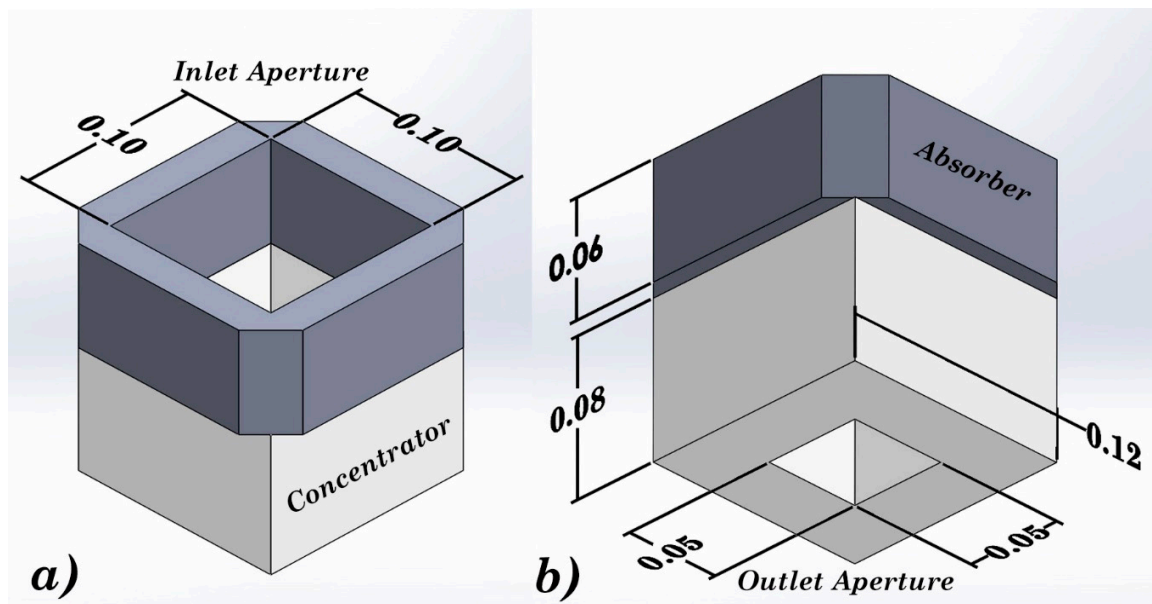 Inlet Aperture
0.10
0.10
Concentrator
a)
Absorber
0.06
0.08
0.12
0.05
0.05
Outlet Aperture
b)